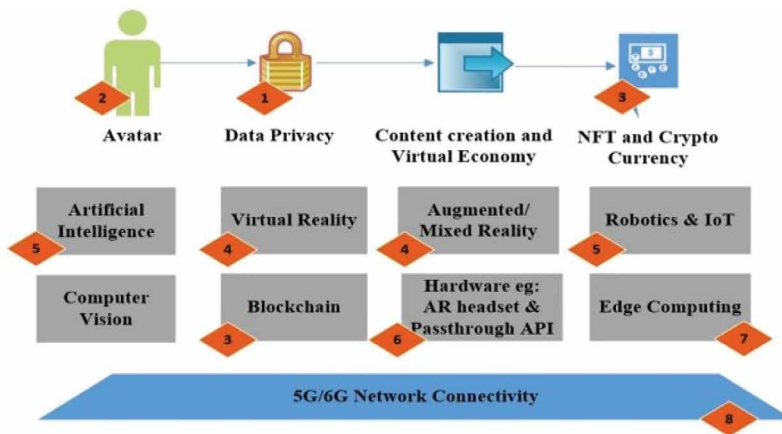 2
1
3
Avatar
Data Privacy
Content creation and
Virtual Economy
NFT and Crypto
Currency
Artificial
Intelligence
5
Virtual Reality
4
Augmented/
Mixed Reality
4
Robotics & IoT
5
Computer
Vision
Blockchain
3
Hardware eg:
AR headset &
Passthrough API
6
Edge Computing
7
5G/6G Network Connectivity
8